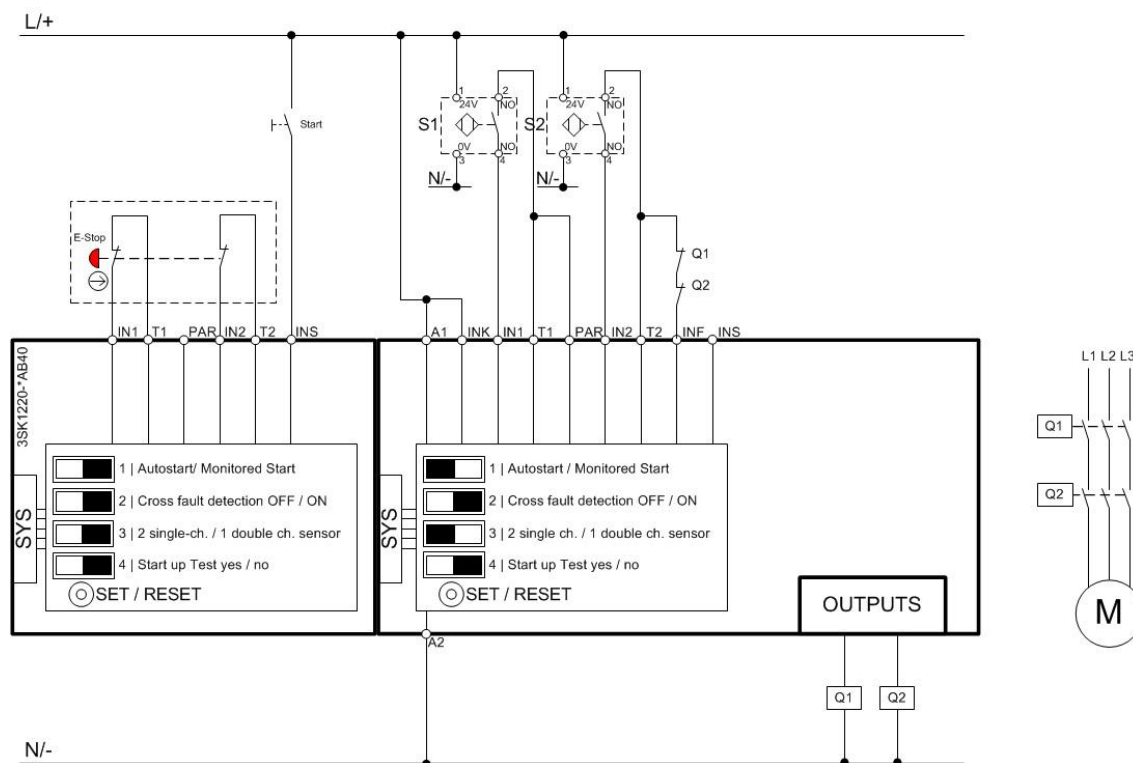 L/+
Start
1
24V
2
NO
S1
0V
3
NO
4
N/-
1
24V
2
NO
S2
0V
3
NO
4
N/-
E-Stop
Q1
Q2
IN1
T1
PAR
IN2
T2
INS
A1
INK
IN1
T1
PAR
IN2
T2
INF
INS
3SK1220-*AB40
SYS
1 | Autostart/ Monitored Start
2 | Cross fault detection OFF / ON
3 | 2 single-ch. / 1 double ch. sensor
4 | Start up Test yes / no
SET / RESET
SYS
1 | Autostart / Monitored Start
2 | Cross fault detection OFF / ON
3 | 2 single-ch. / 1 double ch. sensor
4 | Start up Test yes / no
SET / RESET
OUTPUTS
A2
Q1
Q2
N/-
L1 L2 L3
Q1
Q2
M